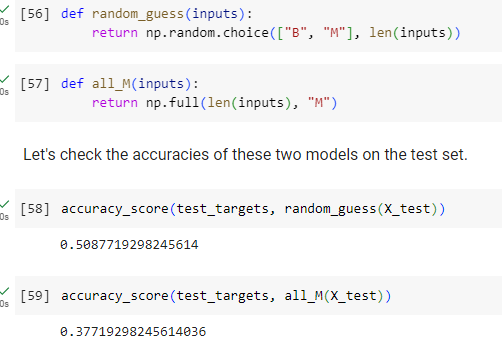 [56] def random_guess(inputs):
0s
return np.random.choice(["B", "M"], len(inputs))
[57] def all_M(inputs):
0s
return np.full(len(inputs), "M")
Let's check the accuracies of these two models on the test set.
[58] accuracy_score(test_targets, random_guess(X_test))
0s
0.5087719298245614
[59] accuracy_score(test_targets, all_M(X_test))
0s
0.37719298245614036